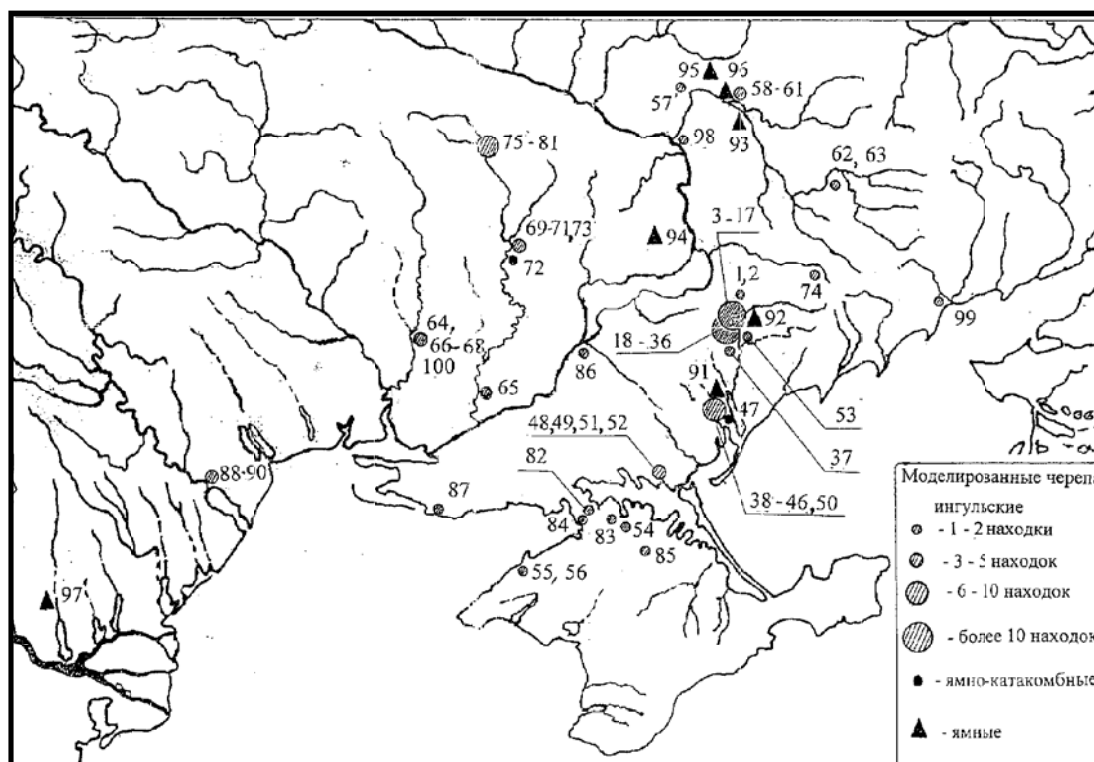 95
96
57
58-61
98
93
75 - 81
62, 63
3 - 17
69-71,73
94
72
1,2
74
92
99
64,
66 - 68
100
18 - 36
86
91
65
47
53
48,49,51,52
37
82
88-90
87
38 - 46,50
84
83
54
85
55, 56
97
Моделированные черепа
ингульские
- 1 - 2 находки
- 3 - 5 находок
- 6 - 10 находок
- более 10 находок
- ямно-катакомбные
- ямные